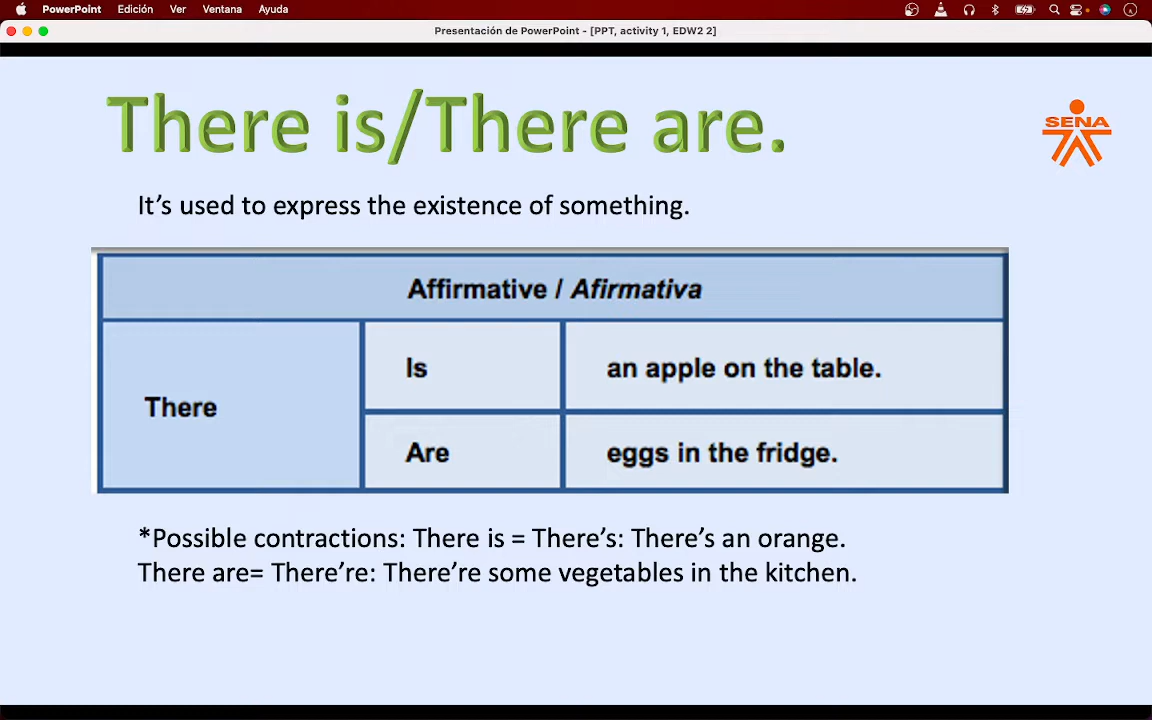 PowerPoint Edición Ver Ventana Ayuda
Presentación de PowerPoint - [PPT, activity 1, EDW2 2]
There is/There are.
SENA
It’s used to express the existence of something.
Affirmative / Afirmativa
There
Is
an apple on the table.
Are
eggs in the fridge.
*Possible contractions: There is = There’s: There’s an orange.
There are= There’re: There’re some vegetables in the kitchen.